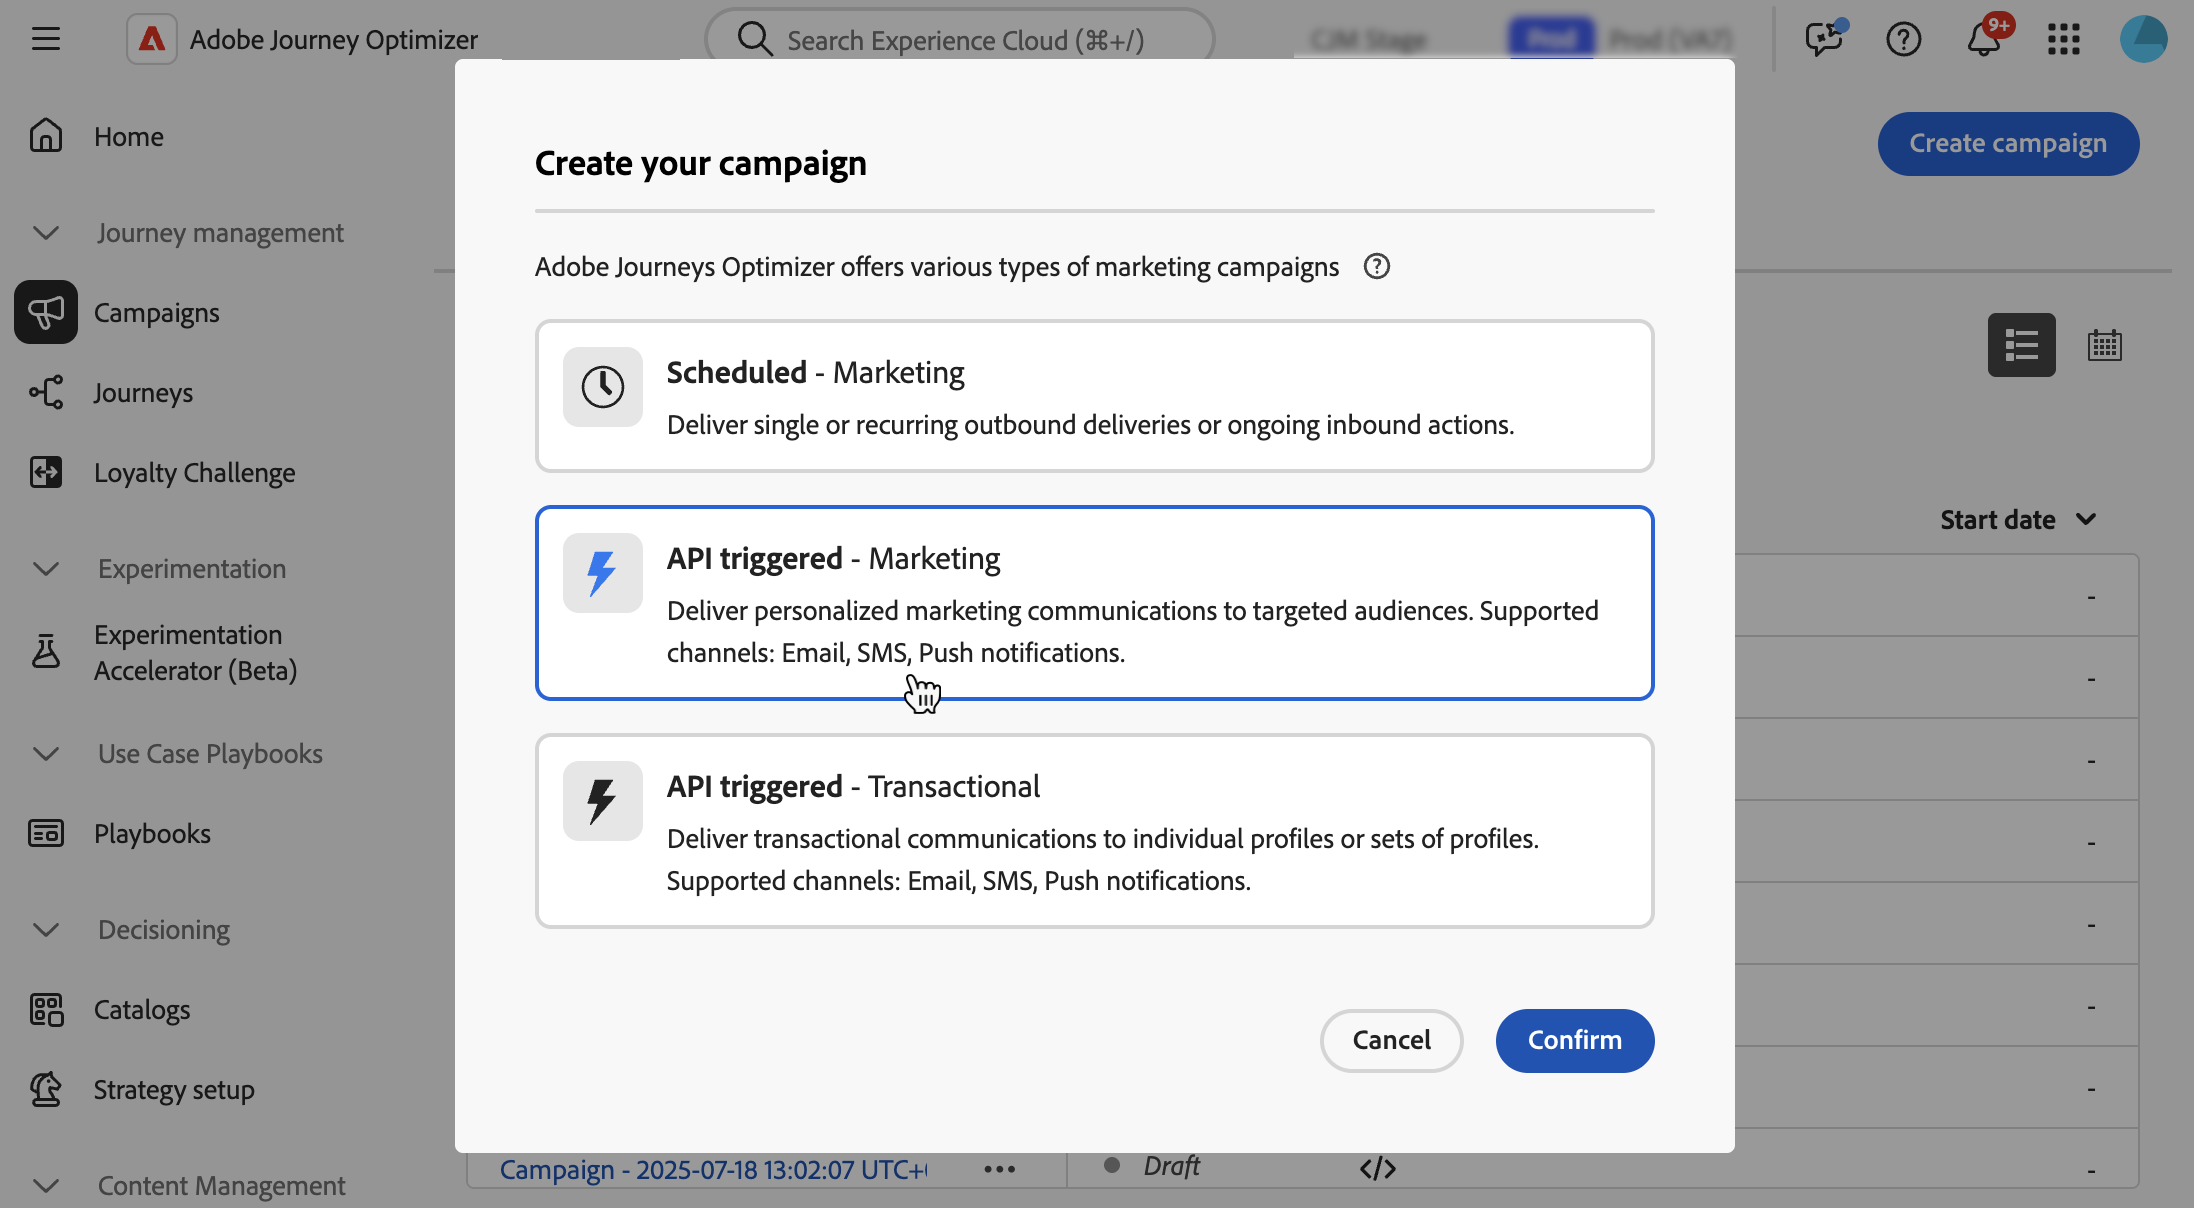 Adobe Journey Optimizer
Search Experience Cloud (⌘+/)
9+
Home
Journey management
Campaigns
Journeys
Loyalty Challenge
Experimentation
Experimentation
Accelerator (Beta)
Use Case Playbooks
Playbooks
Decisioning
Catalogs
Strategy setup
Content Management
Create campaign
Start date
Create your campaign
Adobe Journeys Optimizer offers various types of marketing campaigns
Scheduled - Marketing
Deliver single or recurring outbound deliveries or ongoing inbound actions.
API triggered - Marketing
Deliver personalized marketing communications to targeted audiences. Supported
channels: Email, SMS, Push notifications.
API triggered - Transactional
Deliver transactional communications to individual profiles or sets of profiles.
Supported channels: Email, SMS, Push notifications.
Cancel
Confirm
-
-
-
-
-
-
-
Campaign - 2025-07-18 13:02:07 UTC+
Draft
-